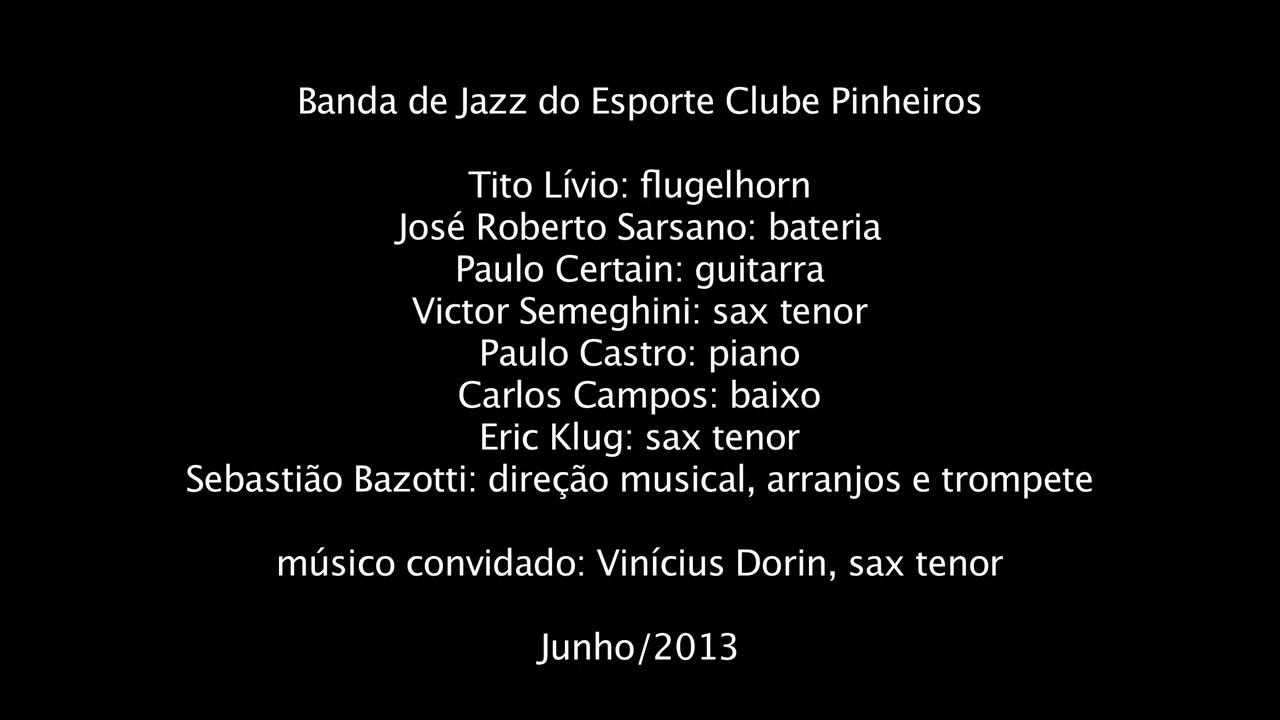 Banda de Jazz do Esporte Clube Pinheiros
Tito Lívio: flugelhorn
José Roberto Sarsano: bateria
Paulo Certain: guitarra
Victor Semeghini: sax tenor
Paulo Castro: piano
Carlos Campos: baixo
Eric Klug: sax tenor
Sebastião Bazotti: direção musical, arranjos e trompete
músico convidado: Vinícius Dorin, sax tenor
Junho/2013